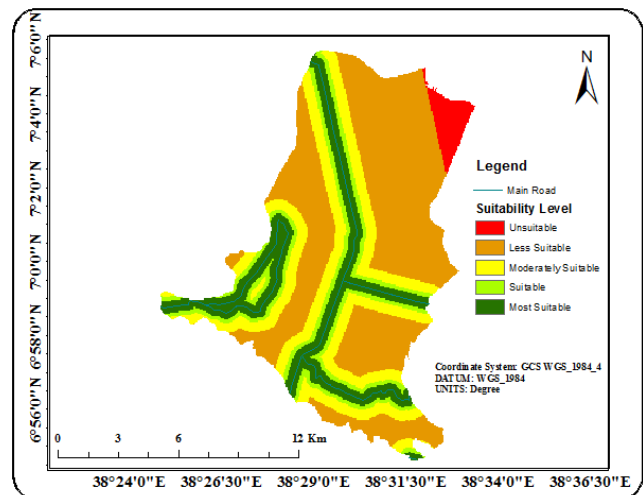 7°6'0"N
7°4'0"N
7°2'0"N
7°0'0"N
6°58'0"N
6°56'0"N
N
Legend
Main Road
Suitability Level
Unsuitable
Less Suitable
Moderately Suitable
Suitable
Most Suitable
Coordinate System: GCS WGS_1984_4
DATUM: WGS_1984
UNITS: Degree
0 3 6 12 Km
38°24'0"E 38°26'30"E 38°29'0"E 38°31'30"E 38°34'0"E 38°36'30"E